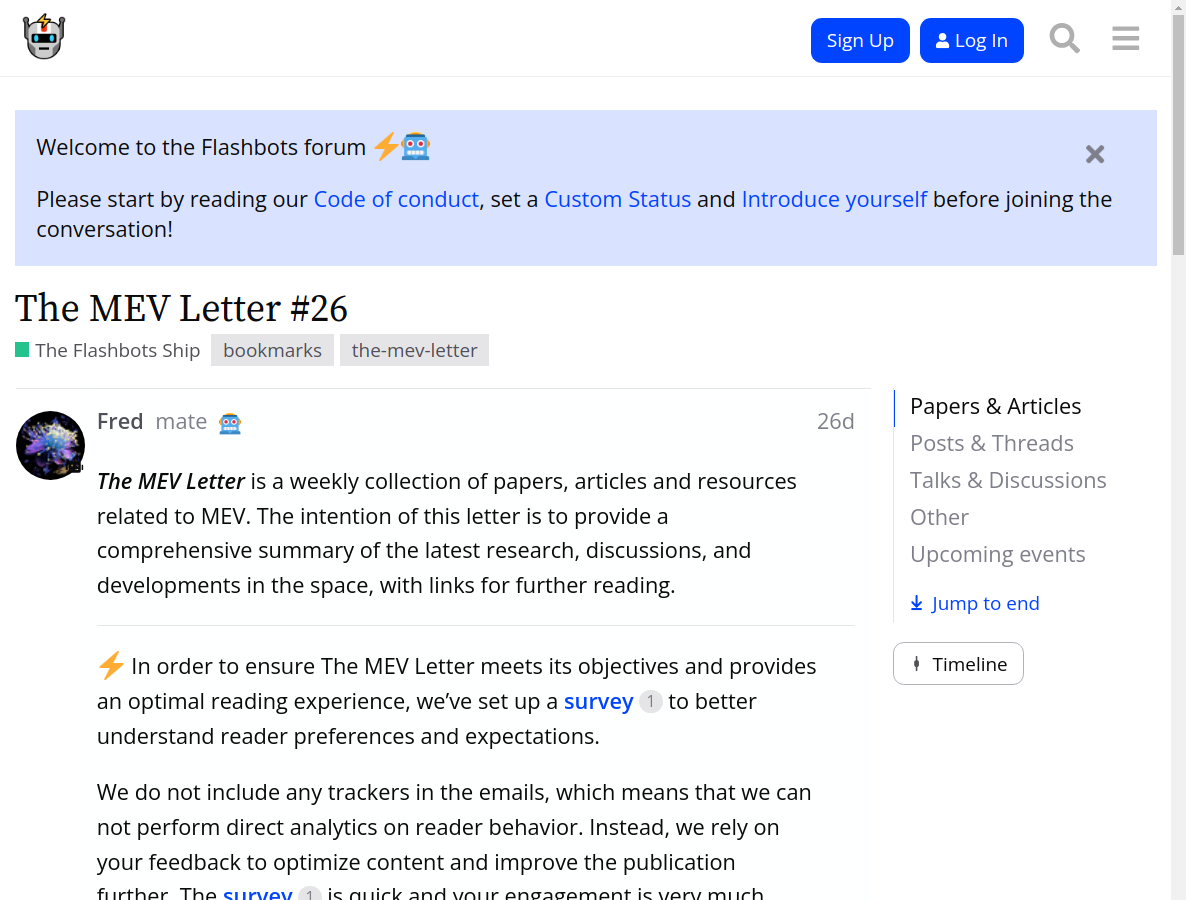 Sign Up
Log In
Welcome to the Flashbots forum
Please start by reading our Code of conduct, set a Custom Status and Introduce yourself before joining the
conversation!
The MEV Letter #26
The Flashbots Ship
bookmarks
the-mev-letter
Fred mate
26d
The MEV Letter is a weekly collection of papers, articles and resources
related to MEV. The intention of this letter is to provide a
comprehensive summary of the latest research, discussions, and
developments in the space, with links for further reading.
In order to ensure The MEV Letter meets its objectives and provides
an optimal reading experience, we’ve set up a survey 1 to better
understand reader preferences and expectations.
We do not include any trackers in the emails, which means that we can
not perform direct analytics on reader behavior. Instead, we rely on
your feedback to optimize content and improve the publication
further. The survey 1 is quick and your engagement is very much
Papers & Articles
Posts & Threads
Talks & Discussions
Other
Upcoming events
Jump to end
Timeline